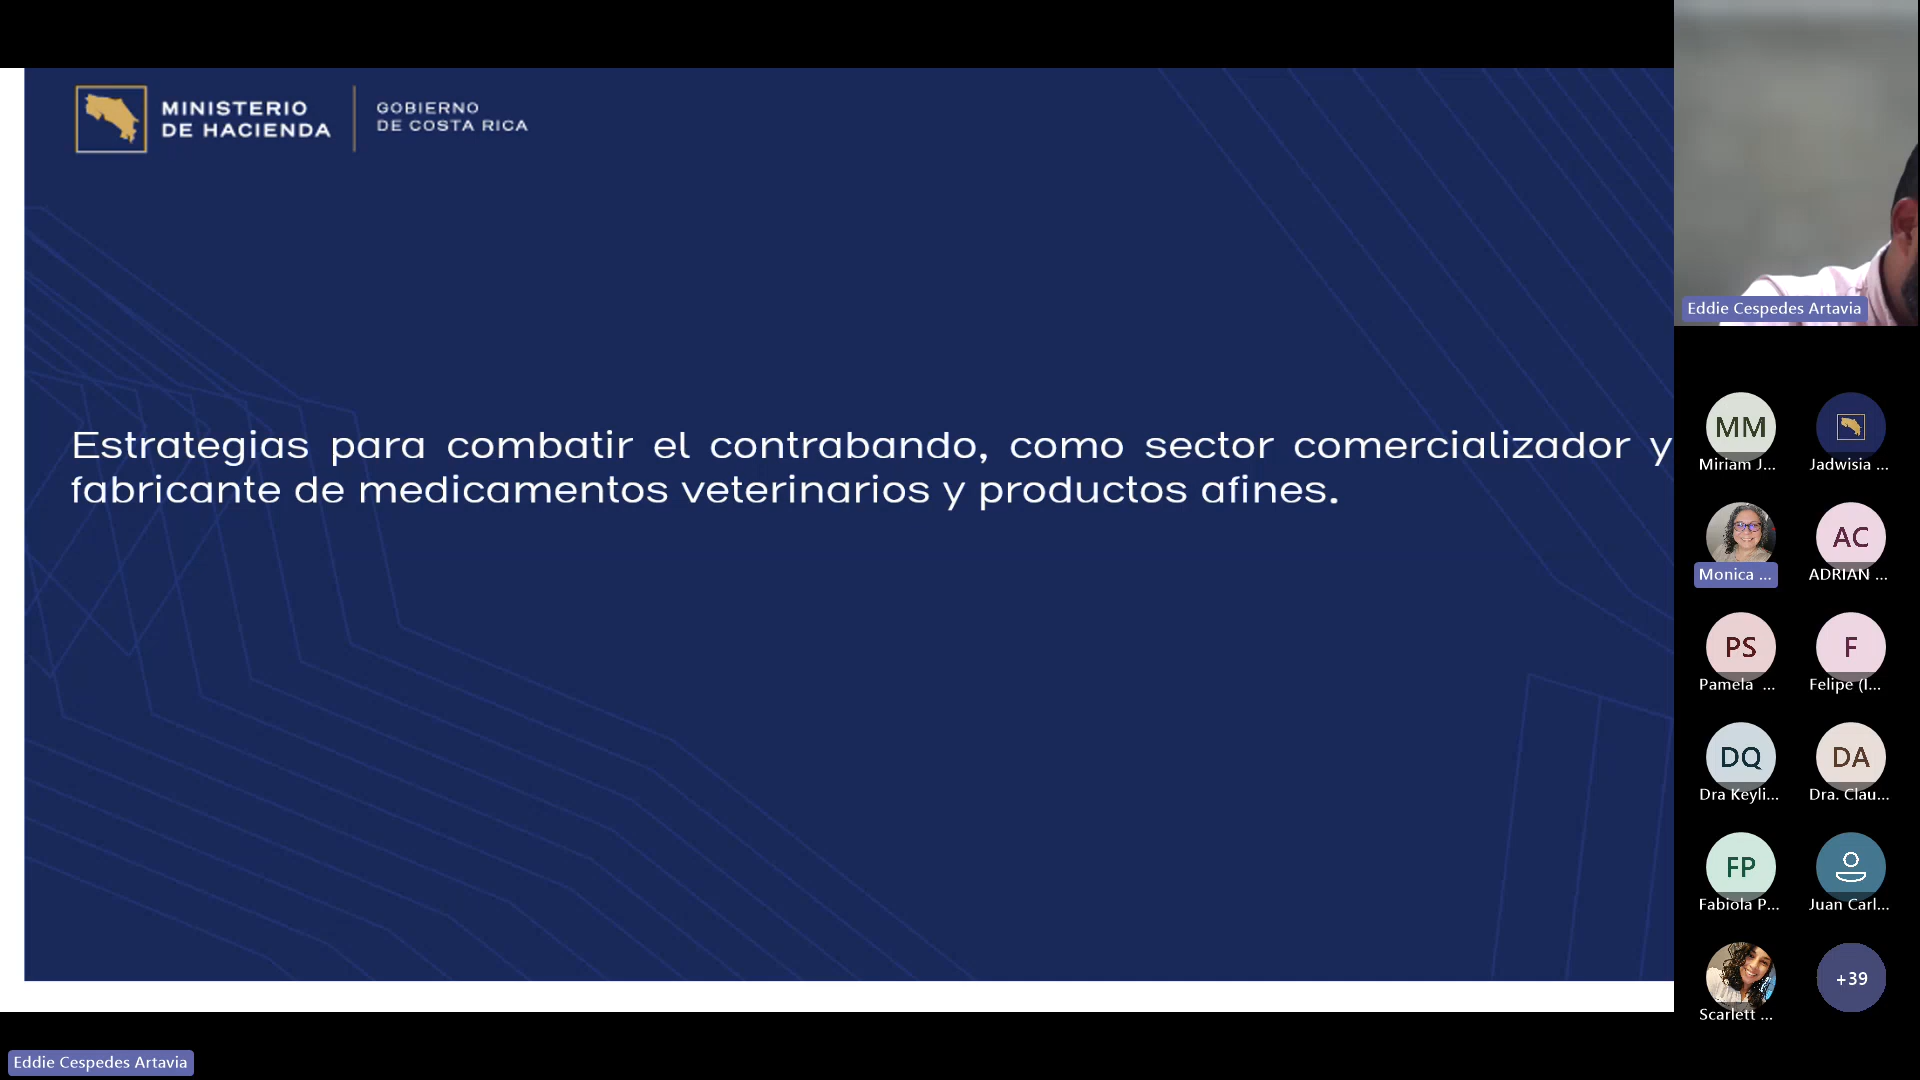 MINISTERIO
DE HACIENDA
GOBIERNO
DE COSTA RICA
Estrategias para combatir el contrabando, como sector comercializador y
fabricante de medicamentos veterinarios y productos afines.
Eddie Cespedes Artavia
MM
Miriam J...
Jadwisia ...
Monica ...
AC
ADRIAN ...
PS
Pamela ...
F
Felipe (I...
DQ
Dra Keyli...
DA
Dra. Clau...
FP
Fabiola P...
Juan Carl...
Scarlett ...
+39
Eddie Cespedes Artavia